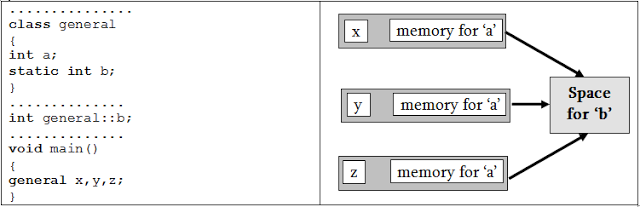 ...............
class general
{
int a;
static int b;
}
..............
int general::b;
..............
void main()
{
general x,y,z;
}
x memory for ‘a’
y memory for ‘a’
z memory for ‘a’
Space
for ‘b’